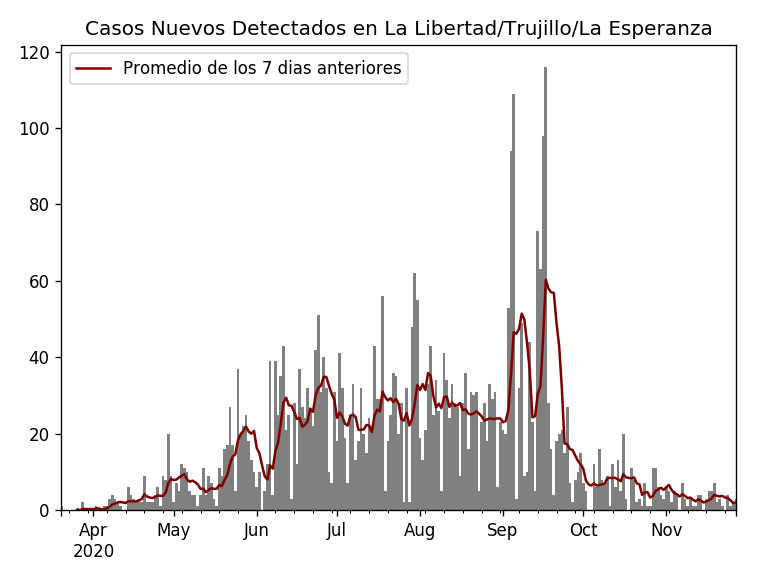 Casos Nuevos Detectados en La Libertad/Trujillo/La Esperanza
Promedio de los 7 dias anteriores
120
100
80
60
40
20
0
Apr May Jun Jul Aug Sep Oct Nov
2020